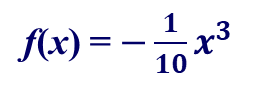 f(x) = − 1/10 x³